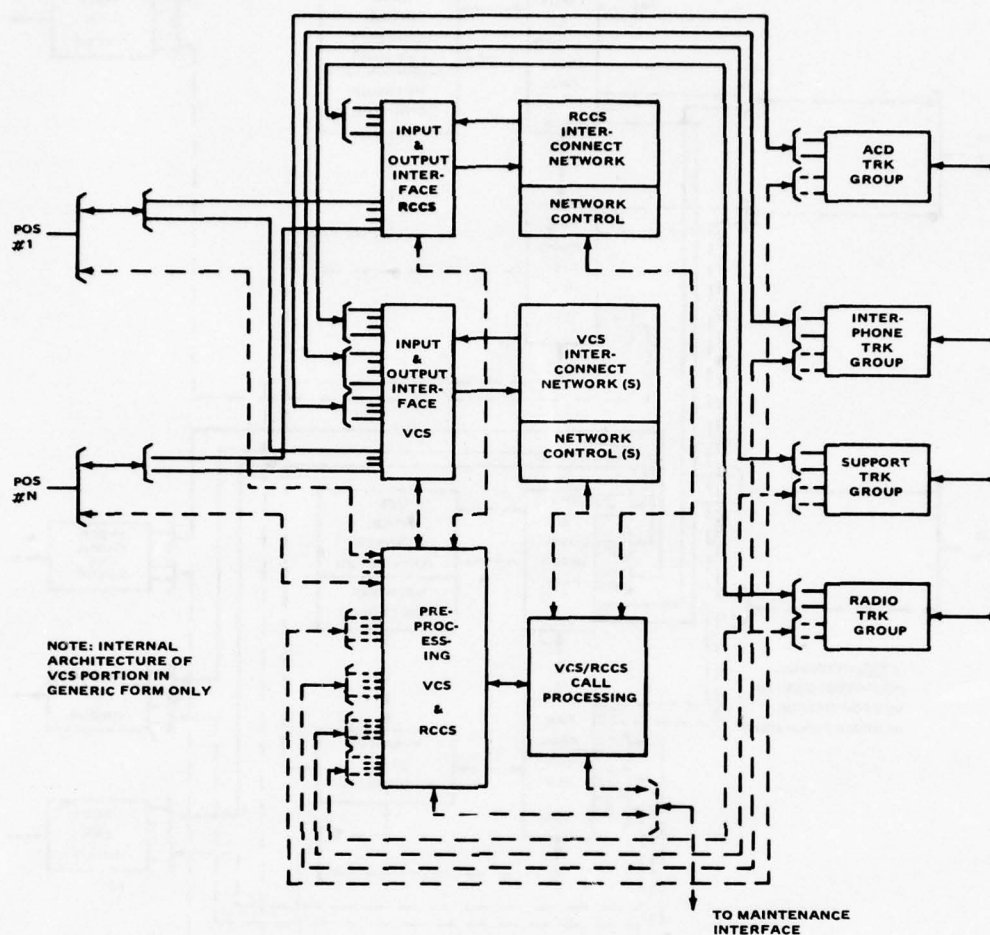 INPUT
&
OUTPUT
INTER-
FACE
RCCS
RCCS
INTER-
CONNECT
NETWORK
NETWORK
CONTROL
ACD
TRK
GROUP
POS
#1
INPUT
&
OUTPUT
INTER-
FACE
VCS
VCS
INTER-
CONNECT
NETWORK (S)
NETWORK
CONTROL (S)
INTER-
PHONE
TRK
GROUP
POS
#N
SUPPORT
TRK
GROUP
PRE-
PROC-
ESS-
ING
VCS
&
RCCS
VCS/RCCS
CALL
PROCESSING
RADIO
TRK
GROUP
NOTE: INTERNAL
ARCHITECTURE OF
VCS PORTION IN
GENERIC FORM ONLY
TO MAINTENANCE
INTERFACE